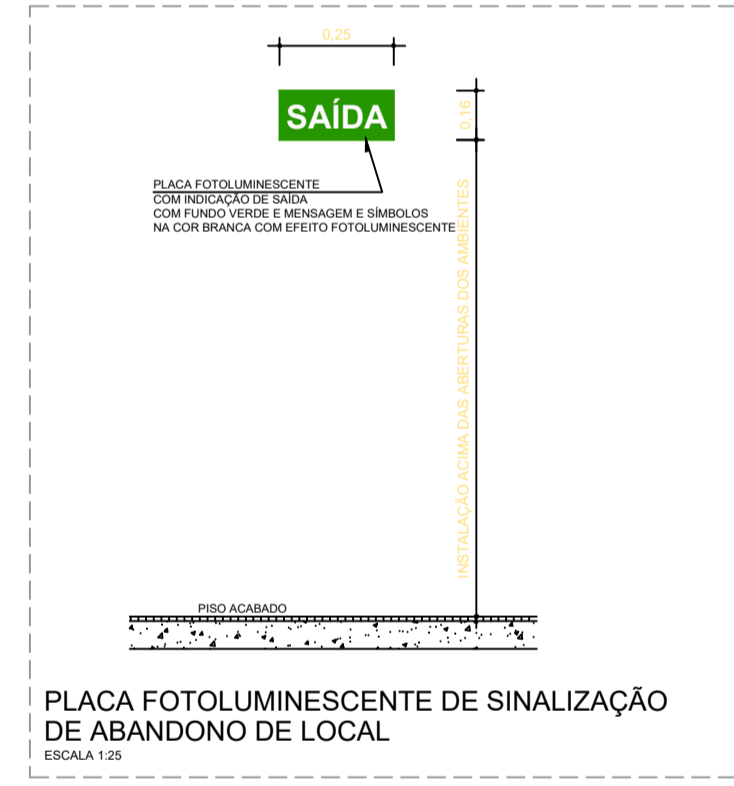 0.25
SAÍDA
0.16
PLACA FOTOLUMINESCENTE
COM INDICAÇÃO DE SAÍDA
COM FUNDO VERDE E MENSAGEM E SÍMBOLOS
NA COR BRANCA COM EFEITO FOTOLUMINESCENTE
INSTALAÇÃO ACIMA DAS ABERTURAS DOS AMBIENTES
PISO ACABADO
PLACA FOTOLUMINESCENTE DE SINALIZAÇÃO
DE ABANDONO DE LOCAL
ESCALA 1:25